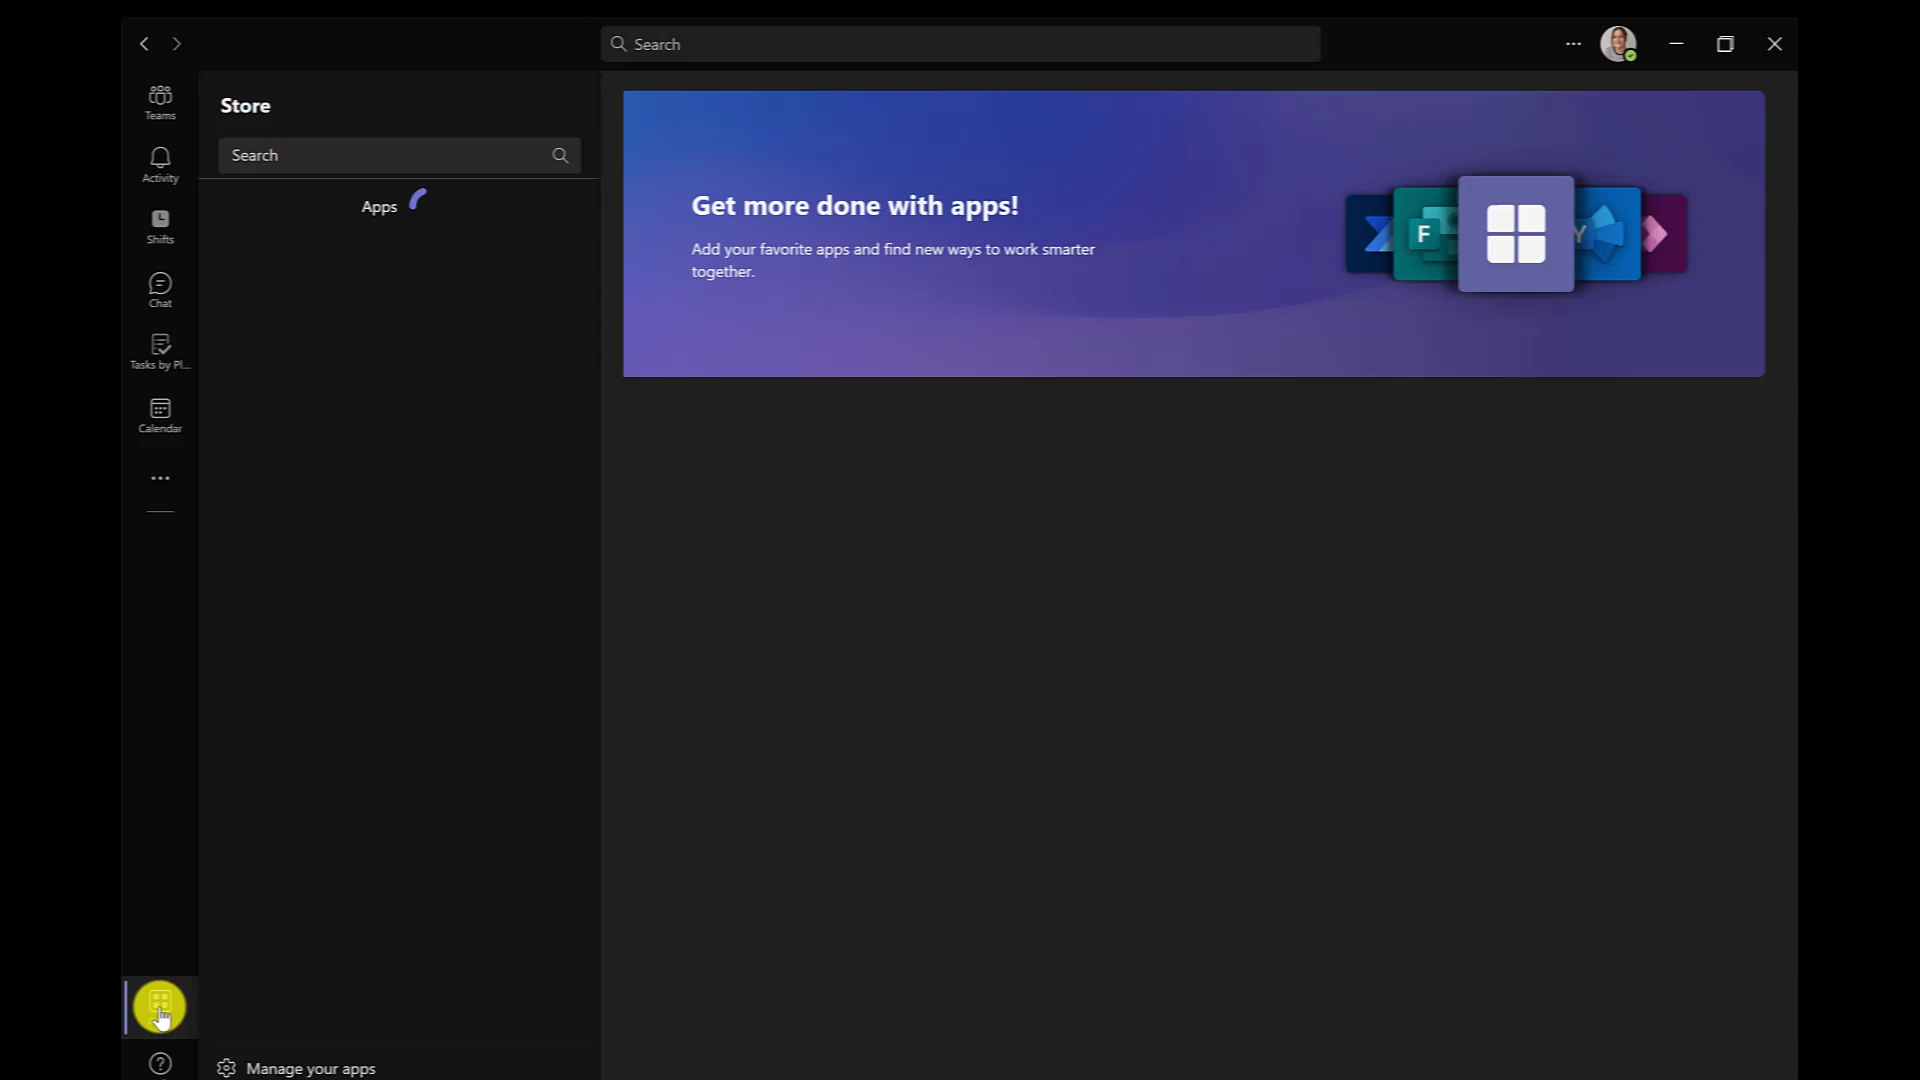 Search
Teams
Activity
Shifts
Chat
Tasks by Pl...
Calendar
Store
Search
Apps
Manage your apps
Get more done with apps!
Add your favorite apps and find new ways to work smarter
together.
F
Y